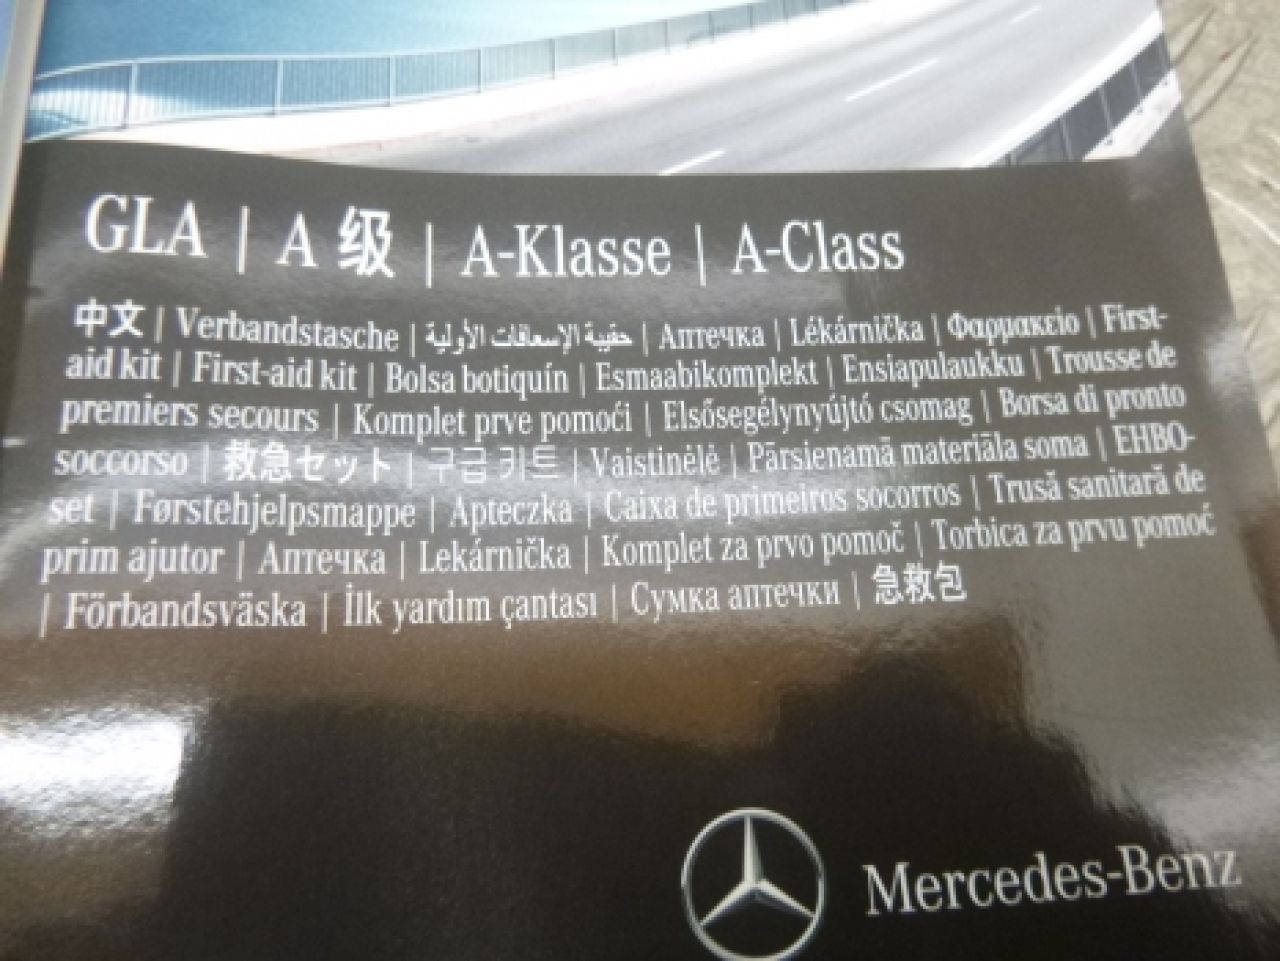 GLA | A 级 | A-Klasse | A-Class
中文 | Verbandstasche | حقيبة الإسعافات الأولية | Аптечка | Lékárnička | Φαρμακείο | First-
aid kit | First-aid kit | Bolsa botiquín | Esmaabikomplekt | Ensiapulaukku | Trousse de
premiers secours | Komplet prve pomoći | Elsősegélynyújtó csomag | Borsa di pronto
soccorso | 救急セット | 구급 키트 | Vaistinėlė | Pārsienamā materiāla soma | EHBO-
set | Førstehjelpsmappe | Apteczka | Caixa de primeiros socorros | Trusă sanitară de
prim ajutor | Аптечка | Lekárnička | Komplet za prvo pomoč | Torbica za prvu pomoć
| Förbandsväska | İlk yardım çantası | Сумка аптечки | 急救包
Mercedes-Benz